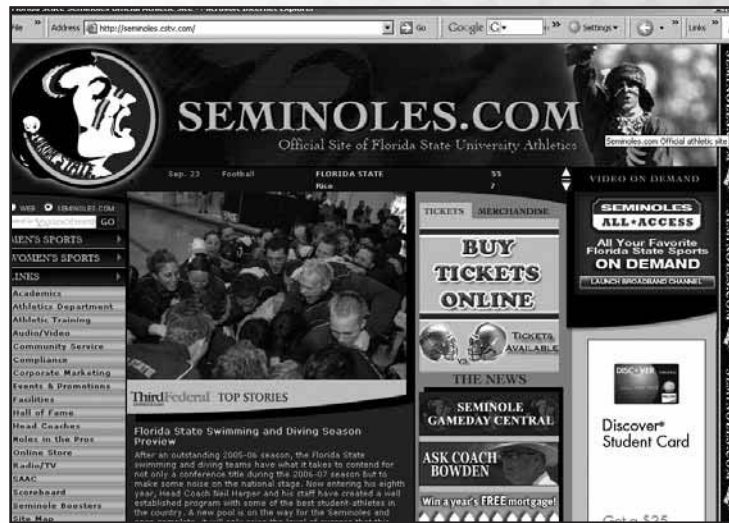 Florida State Seminoles Official Athletic Site - Microsoft Internet Explorer
File
Address
http://seminoles.cstv.com/
Go
Google
G
Settings
Links
SEMINOLES.COM
Official Site of Florida State University Athletics
Seminoles.com Official athletic site
Sep. 23 Football FLORIDA STATE 55
Rice 7
WEB SEMINOLES.COM
GO
MEN'S SPORTS
WOMEN'S SPORTS
LINKS
Academics
Athletics Department
Athletic Training
Audio/Video
Community Service
Compliance
Corporate Marketing
Events & Promotions
Facilities
Hall of Fame
Head Coaches
Noles in the Pros
Online Store
Radio/TV
SAAC
Scoreboard
Seminole Boosters
Site Map
ThirdFederal TOP STORIES
Florida State Swimming and Diving Season
Preview
After an outstanding 2005-06 season, the Florida State
swimming and diving teams have what it takes to contend for
not only a conference title during the 2006-07 season but to
make some noise on the national stage. Now entering his eighth
year, Head Coach Neil Harper and his staff have created a well
established program with some of the best student athletes in
the country. A new pool is on the way for the Seminoles and
TICKETS MERCHANDISE
BUY
TICKETS
ONLINE
VS.
TICKETS
AVAILABLE
THE NEWS
SEMINOLE
GAMEDAY CENTRAL
ASK COACH
BOWDEN
Win a year's FREE mortgage!
VIDEO ON DEMAND
SEMINOLES
ALL★ACCESS
All Your Favorite
Florida State Sports
ON DEMAND
LAUNCH BROADBAND CHANNEL
DISCOVER
Discover®
Student Card
Get a $25